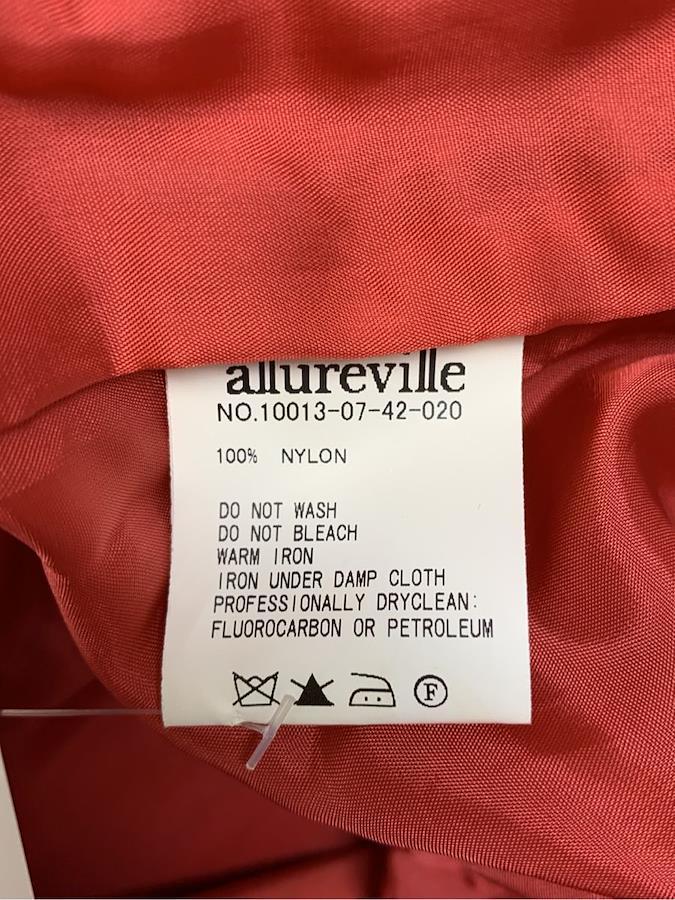 allureville
NO.10013-07-42-020
100% NYLON
DO NOT WASH
DO NOT BLEACH
WARM IRON
IRON UNDER DAMP CLOTH
PROFESSIONALLY DRYCLEAN:
FLUOROCARBON OR PETROLEUM
F